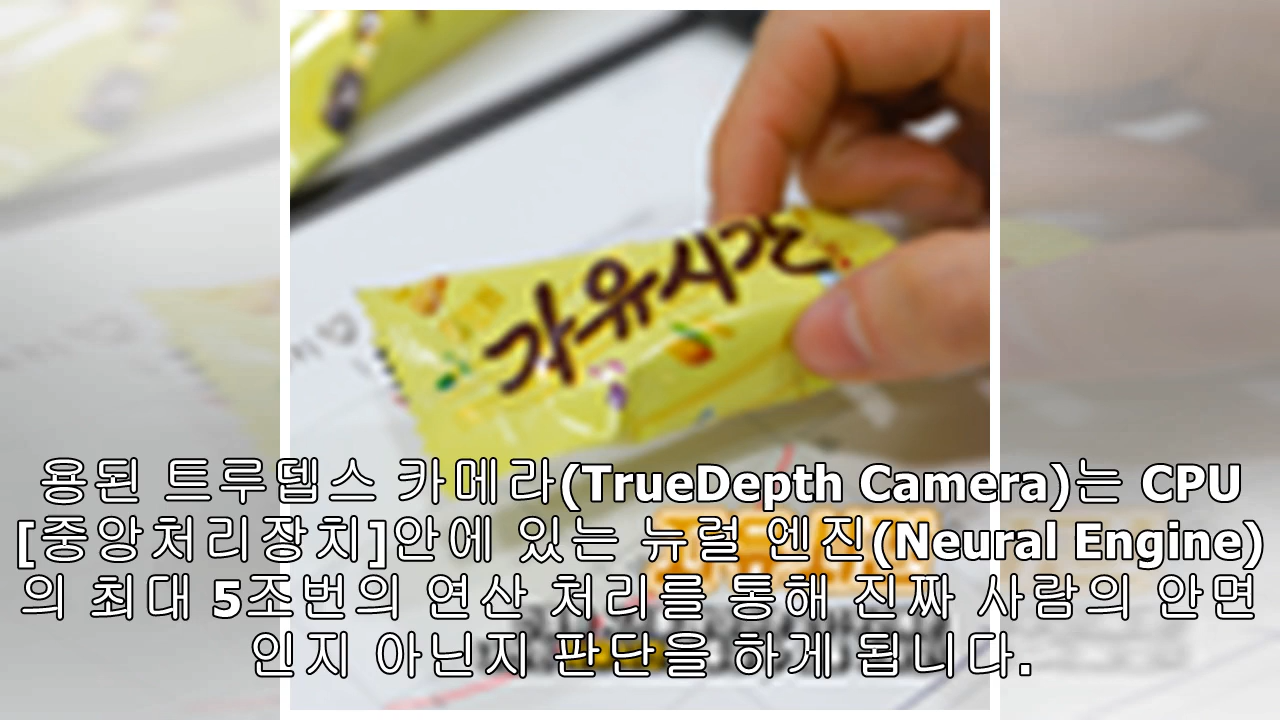 자유시간
용된 트루뎁스 카메라(TrueDepth Camera)는 CPU
[중앙처리장치]안에 있는 뉴럴 엔진(Neural Engine)
의 최대 5조번의 연산 처리를 통해 진짜 사람의 안면
인지 아닌지 판단을 하게 됩니다.